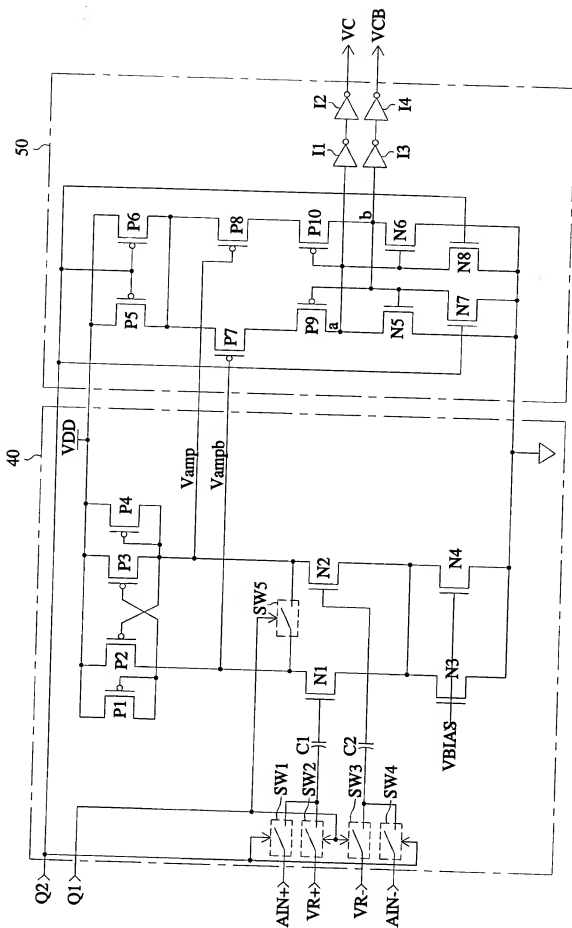 40
50
VDD
Q2
Q1
P1
P2
P3
P4
P5
P6
Vamp
Vampb
P7
P8
P9
P10
a
b
I1
I2
I3
I4
VC
VCB
SW5
N1
N2
N3
N4
N5
N6
N7
N8
C1
C2
SW1
SW2
SW3
SW4
AIN+
VR+
VR-
AIN-
VBIAS